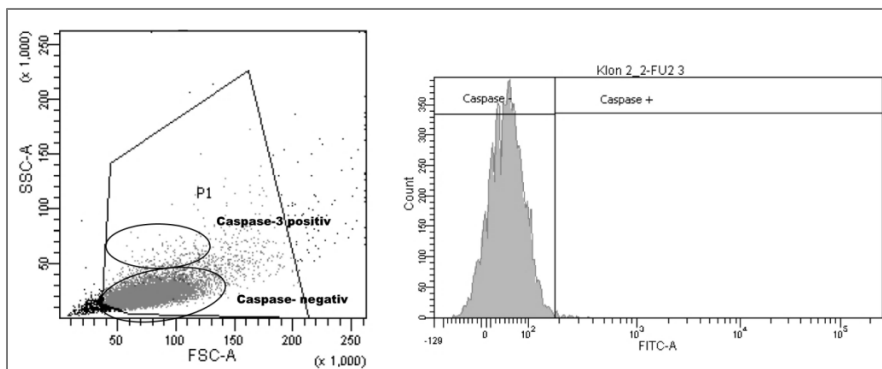 SSC-A
(x 1,000)
250
200
150
100
50
P1
Caspase-3 positiv
Caspase- negativ
50 100 150 200 250
FSC-A
(x 1,000)
Klon 2_2-FU2 3
Caspase -
Caspase +
Count
350
300
250
200
150
100
50
0
-129 0 10² 10³ 10⁴ 10⁵
FITC-A